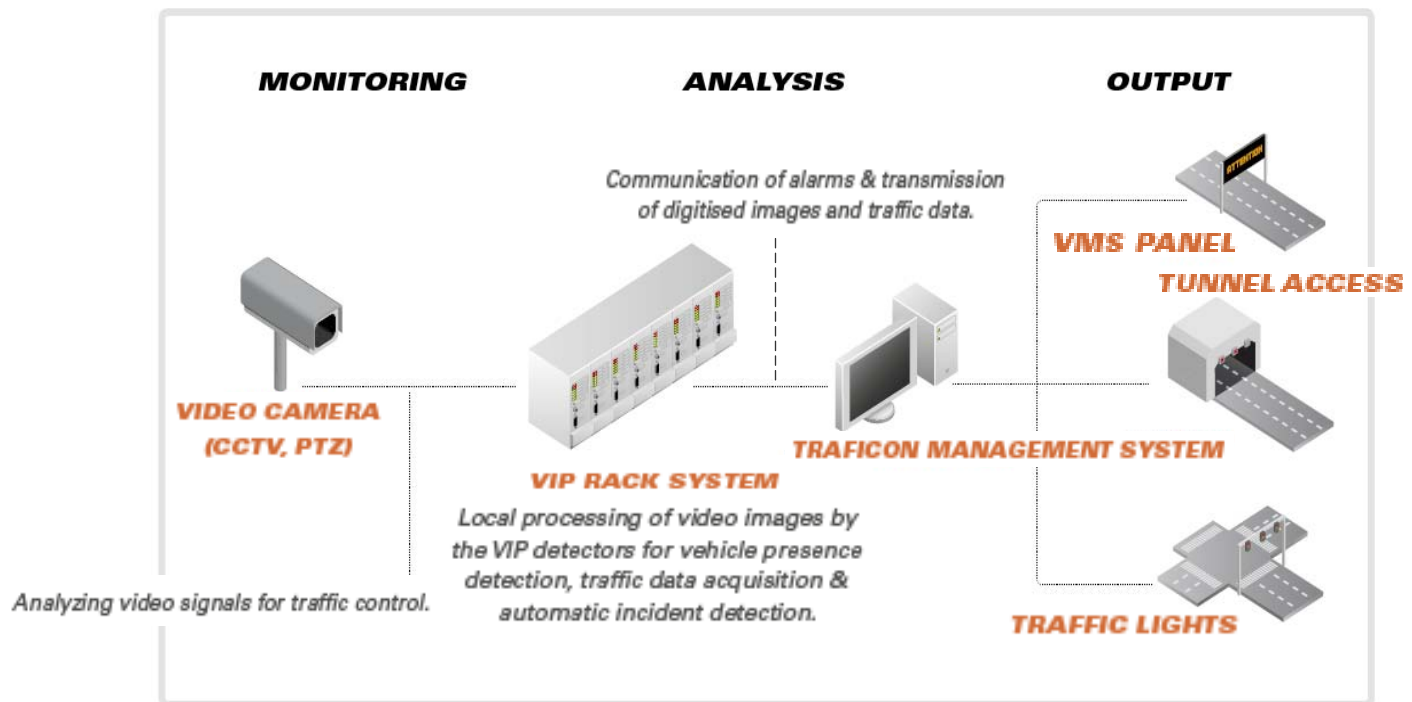 MONITORING
ANALYSIS
OUTPUT
Communication of alarms & transmission
of digitised images and traffic data.
ATTENTION
VMS PANEL
TUNNEL ACCESS
VIDEO CAMERA
(CCTV, PTZ)
TRAFICON MANAGEMENT SYSTEM
VIP RACK SYSTEM
Local processing of video images by
the VIP detectors for vehicle presence
detection, traffic data acquisition &
automatic incident detection.
Analyzing video signals for traffic control.
TRAFFIC LIGHTS